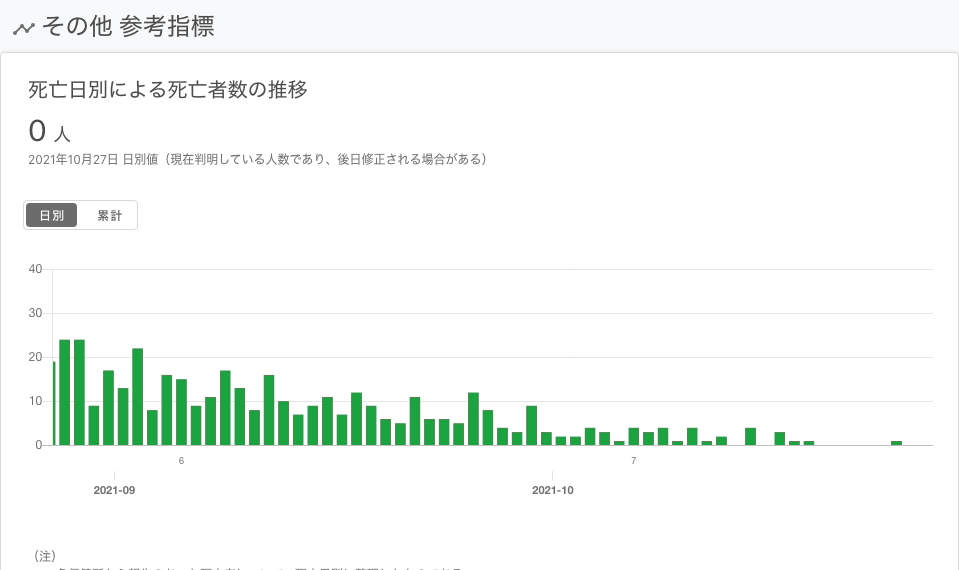 その他 参考指標
死亡日別による死亡者数の推移
0 人
2021年10月27日 日別値（現在判明している人数であり、後日修正される場合がある）
日別 累計
40
30
20
10
0
6 7
2021-09 2021-10
（注）